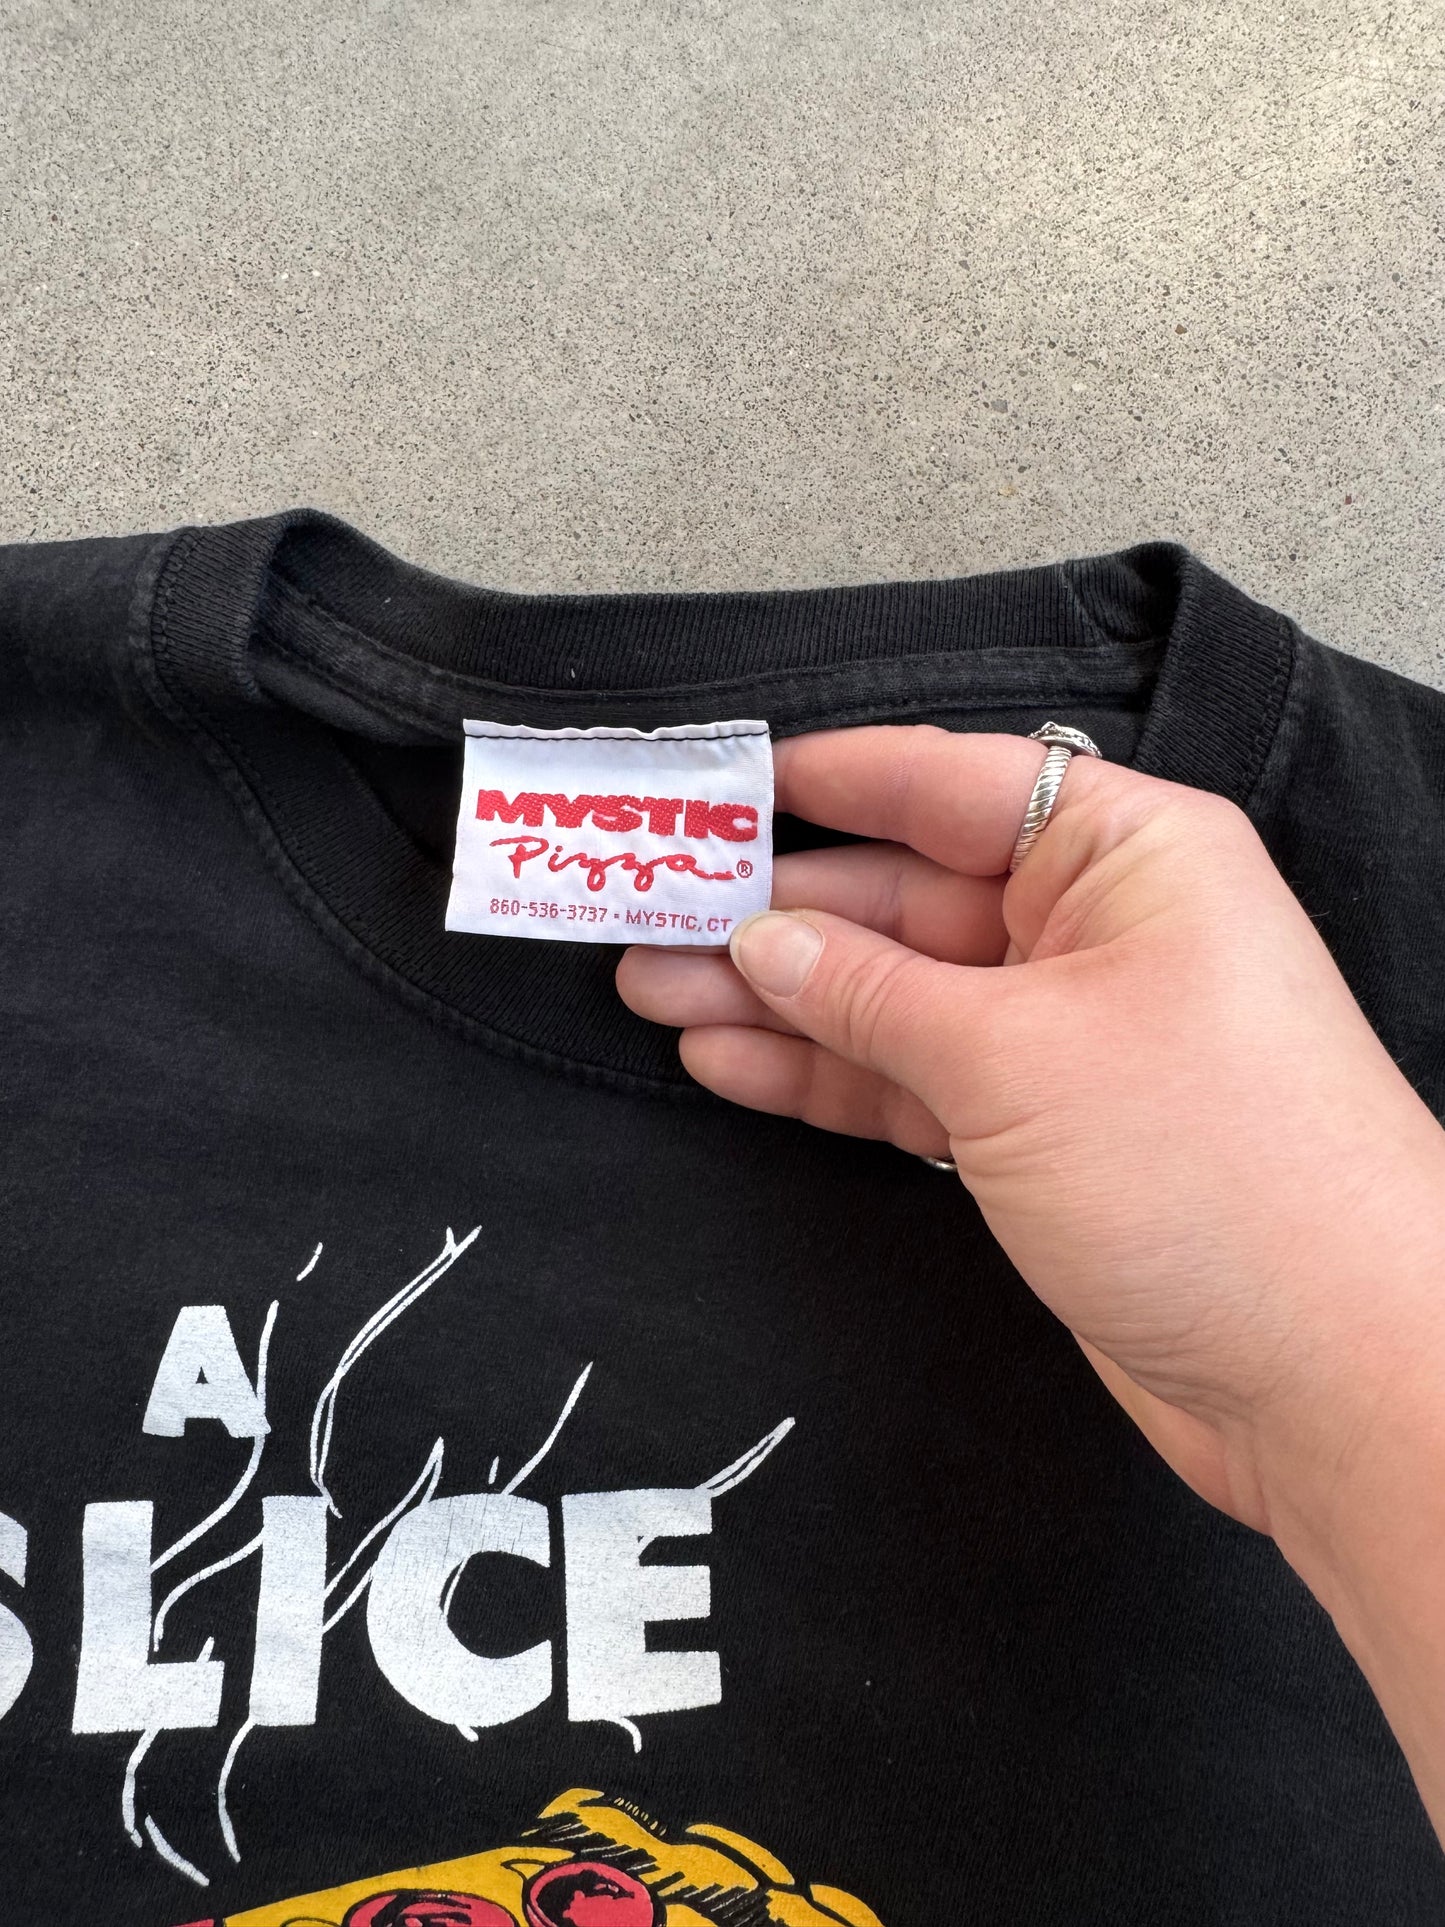 MYSTIC
Pizza®
860-536-3737 • MYSTIC, CT
A
SLICE